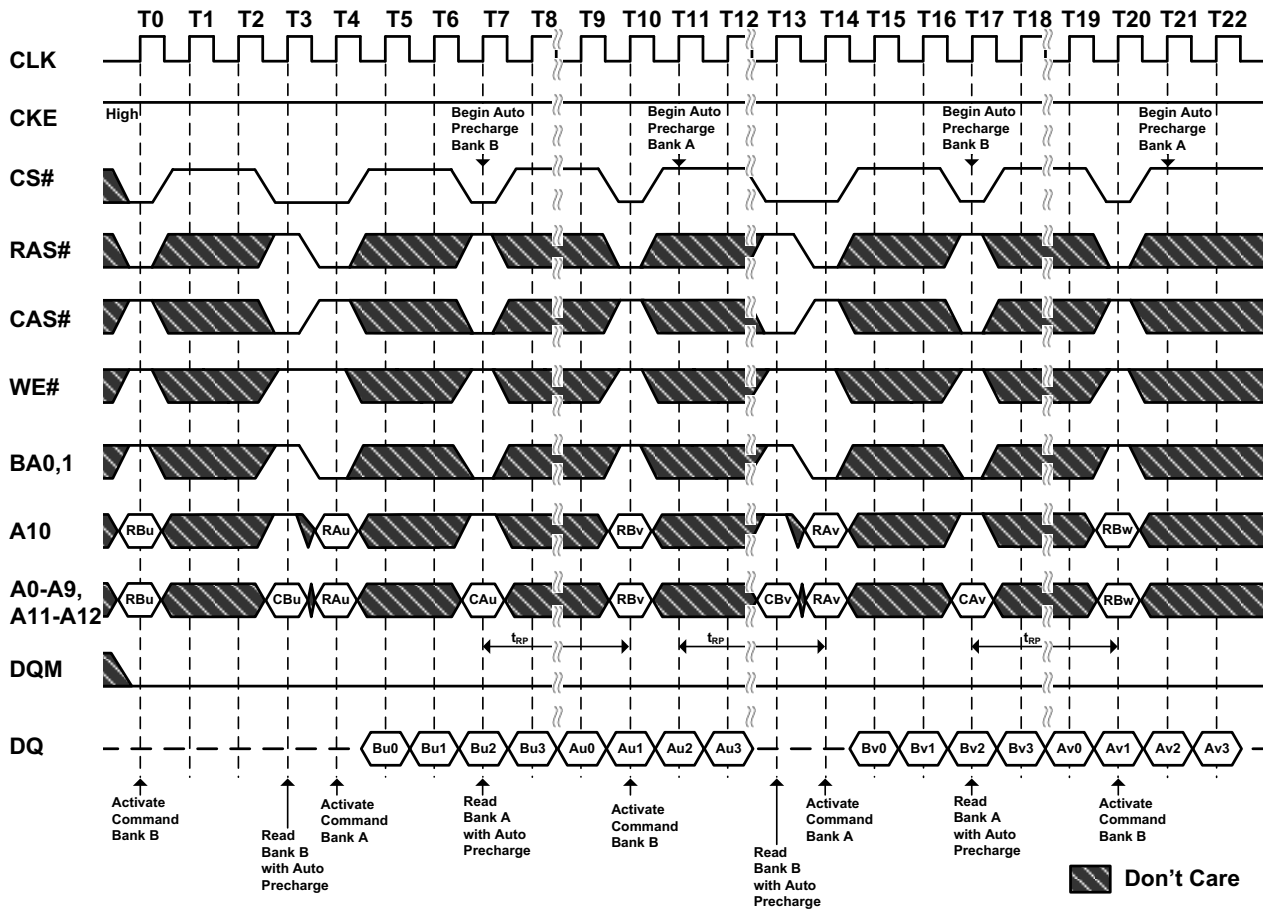 T0 T1 T2 T3 T4 T5 T6 T7 T8 T9 T10 T11 T12 T13 T14 T15 T16 T17 T18 T19 T20 T21 T22
CLK
CKE
High
Begin Auto
Precharge
Bank B
Begin Auto
Precharge
Bank A
Begin Auto
Precharge
Bank B
Begin Auto
Precharge
Bank A
CS#
RAS#
CAS#
WE#
BA0,1
A10
RBu RAu RBv RAv RBw
A0-A9,
A11-A12
RBu CBu RAu CAu RBv CBv RAv CAv RBw
tRP tRP tRP
DQM
DQ
Bu0 Bu1 Bu2 Bu3 Au0 Au1 Au2 Au3 Bv0 Bv1 Bv2 Bv3 Av0 Av1 Av2 Av3
Activate
Command
Bank B
Read
Bank B
with Auto
Precharge
Activate
Command
Bank A
Read
Bank A
with Auto
Precharge
Activate
Command
Bank B
Read
Bank B
with Auto
Precharge
Activate
Command
Bank A
Read
Bank A
with Auto
Precharge
Activate
Command
Bank B
Don't Care